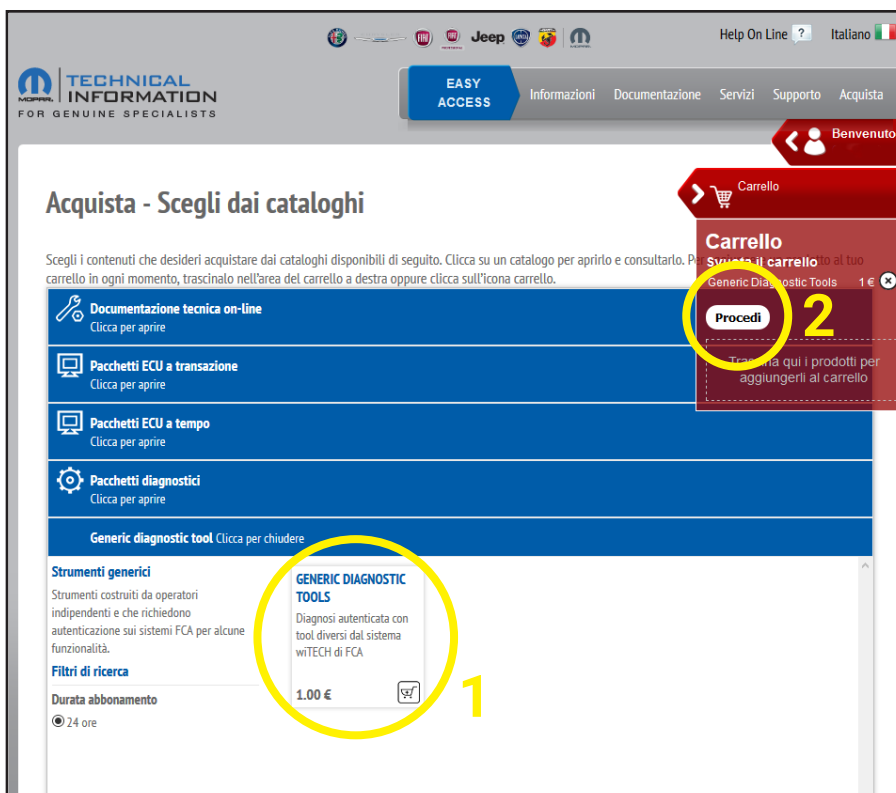 Jeep
Help On Line ?
Italiano
MOPAR.
TECHNICAL
INFORMATION
FOR GENUINE SPECIALISTS
EASY
ACCESS
Informazioni
Documentazione
Servizi
Supporto
Acquista
Benvenuto
Carrello
Acquista - Scegli dai cataloghi
Scegli i contenuti che desideri acquistare dai cataloghi disponibili di seguito. Clicca su un catalogo per aprirlo e consultarlo. Per
carrello in ogni momento, trascinalo nell'area del carrello a destra oppure clicca sull'icona carrello.
Carrello
Svuota il carrello
Generic Diagnostic Tools 1 €
Procedi
2
Trascina qui i prodotti per
aggiungerli al carrello
Documentazione tecnica on-line
Clicca per aprire
Pacchetti ECU a transazione
Clicca per aprire
Pacchetti ECU a tempo
Clicca per aprire
Pacchetti diagnostici
Clicca per aprire
Generic diagnostic tool Clicca per chiudere
Strumenti generici
Strumenti costruiti da operatori
indipendenti e che richiedono
autenticazione sui sistemi FCA per alcune
funzionalità.
Filtri di ricerca
Durata abbonamento
24 ore
GENERIC DIAGNOSTIC
TOOLS
Diagnosi autenticata con
tool diversi dal sistema
wiTECH di FCA
1.00 €
1